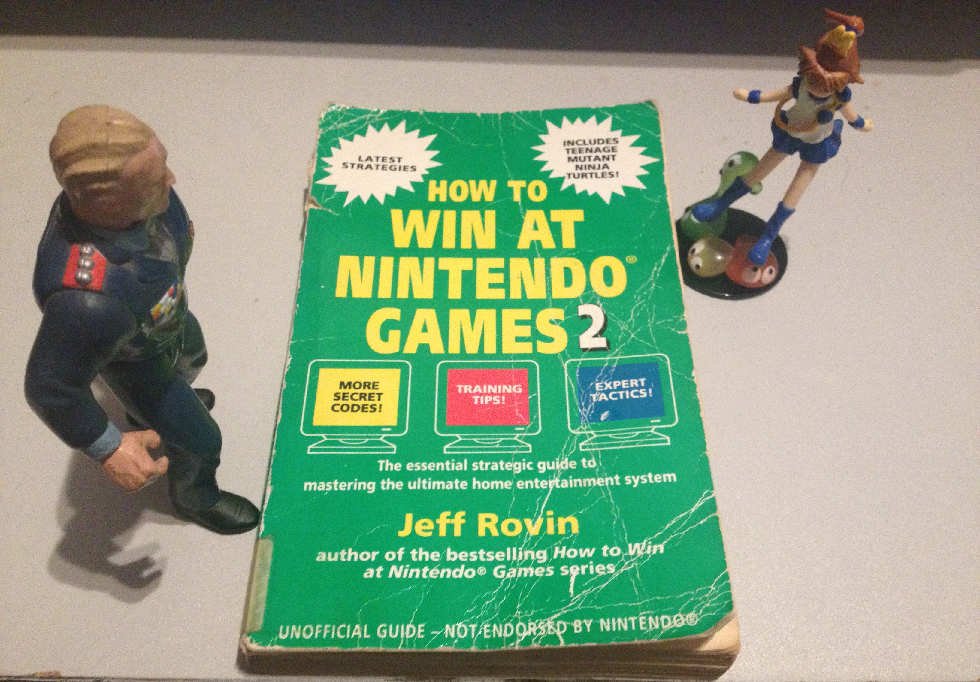 LATEST
STRATEGIES
INCLUDES
TEENAGE
MUTANT
NINJA
TURTLES!
HOW TO
WIN AT
NINTENDO®
GAMES 2
MORE
SECRET
CODES!
TRAINING
TIPS!
EXPERT
TACTICS!
The essential strategic guide to
mastering the ultimate home entertainment system
Jeff Rovin
author of the bestselling How to Win
at Nintendo® Games series
UNOFFICIAL GUIDE – NOT ENDORSED BY NINTENDO®